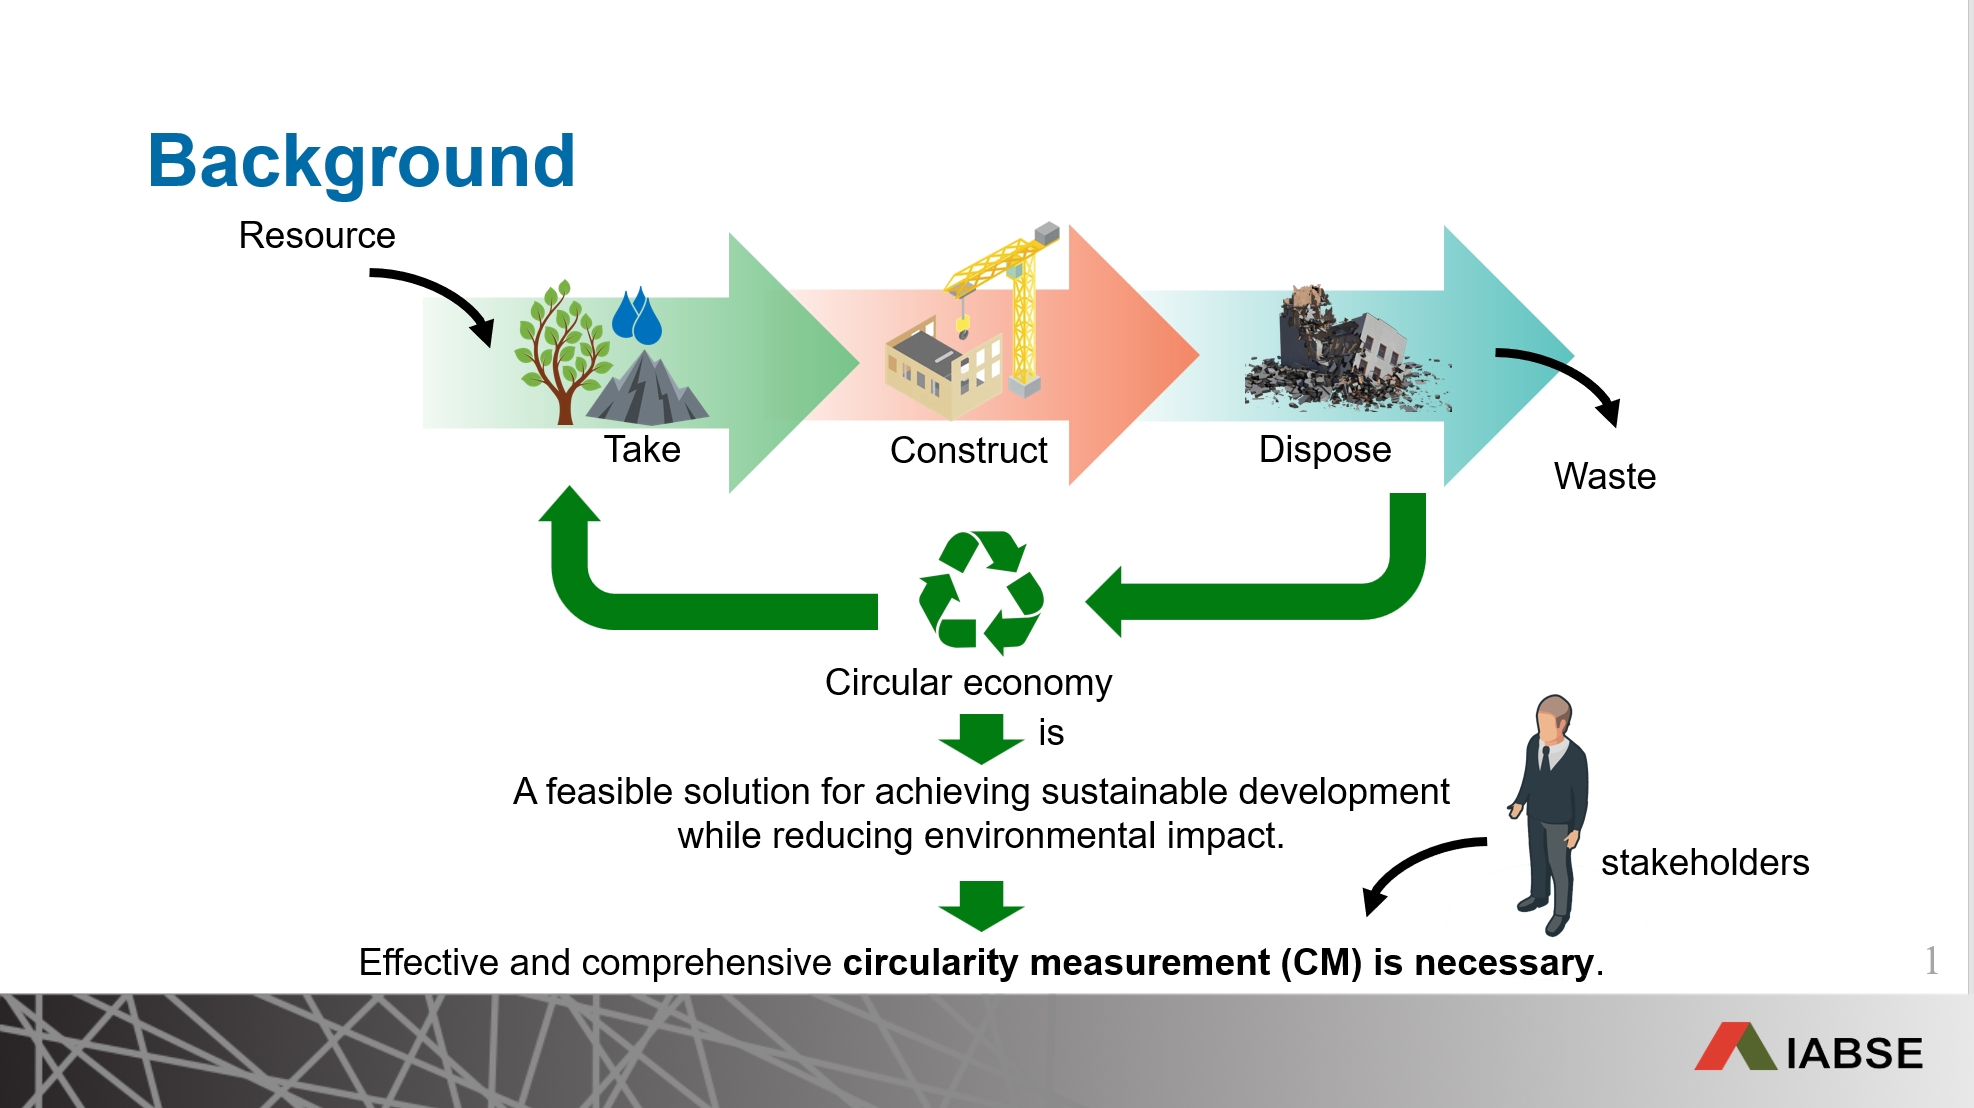 Background
Resource
Take
Construct
Dispose
Waste
Circular economy
is
A feasible solution for achieving sustainable development
while reducing environmental impact.
stakeholders
Effective and comprehensive circularity measurement (CM) is necessary.
1
IABSE